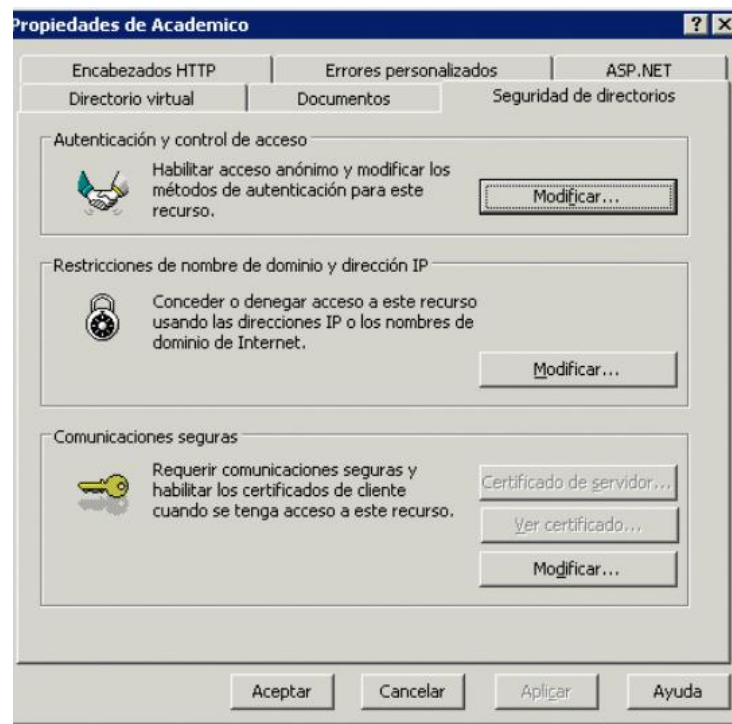 Propiedades de Academico
Encabezados HTTP
Errores personalizados
ASP.NET
Directorio virtual
Documentos
Seguridad de directorios
Autenticación y control de acceso
Habilitar acceso anónimo y modificar los
métodos de autenticación para este
recurso.
Modificar...
Restricciones de nombre de dominio y dirección IP
Conceder o denegar acceso a este recurso
usando las direcciones IP o los nombres de
dominio de Internet.
Modificar...
Comunicaciones seguras
Requerir comunicaciones seguras y
habilitar los certificados de cliente
cuando se tenga acceso a este recurso.
Certificado de servidor...
Ver certificado...
Modificar...
Aceptar
Cancelar
Aplicar
Ayuda